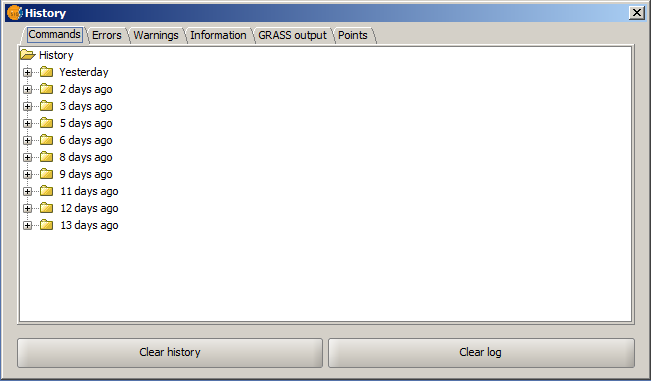 History
Commands Errors Warnings Information GRASS output Points
History
Yesterday
2 days ago
3 days ago
5 days ago
6 days ago
8 days ago
9 days ago
11 days ago
12 days ago
13 days ago
Clear history Clear log